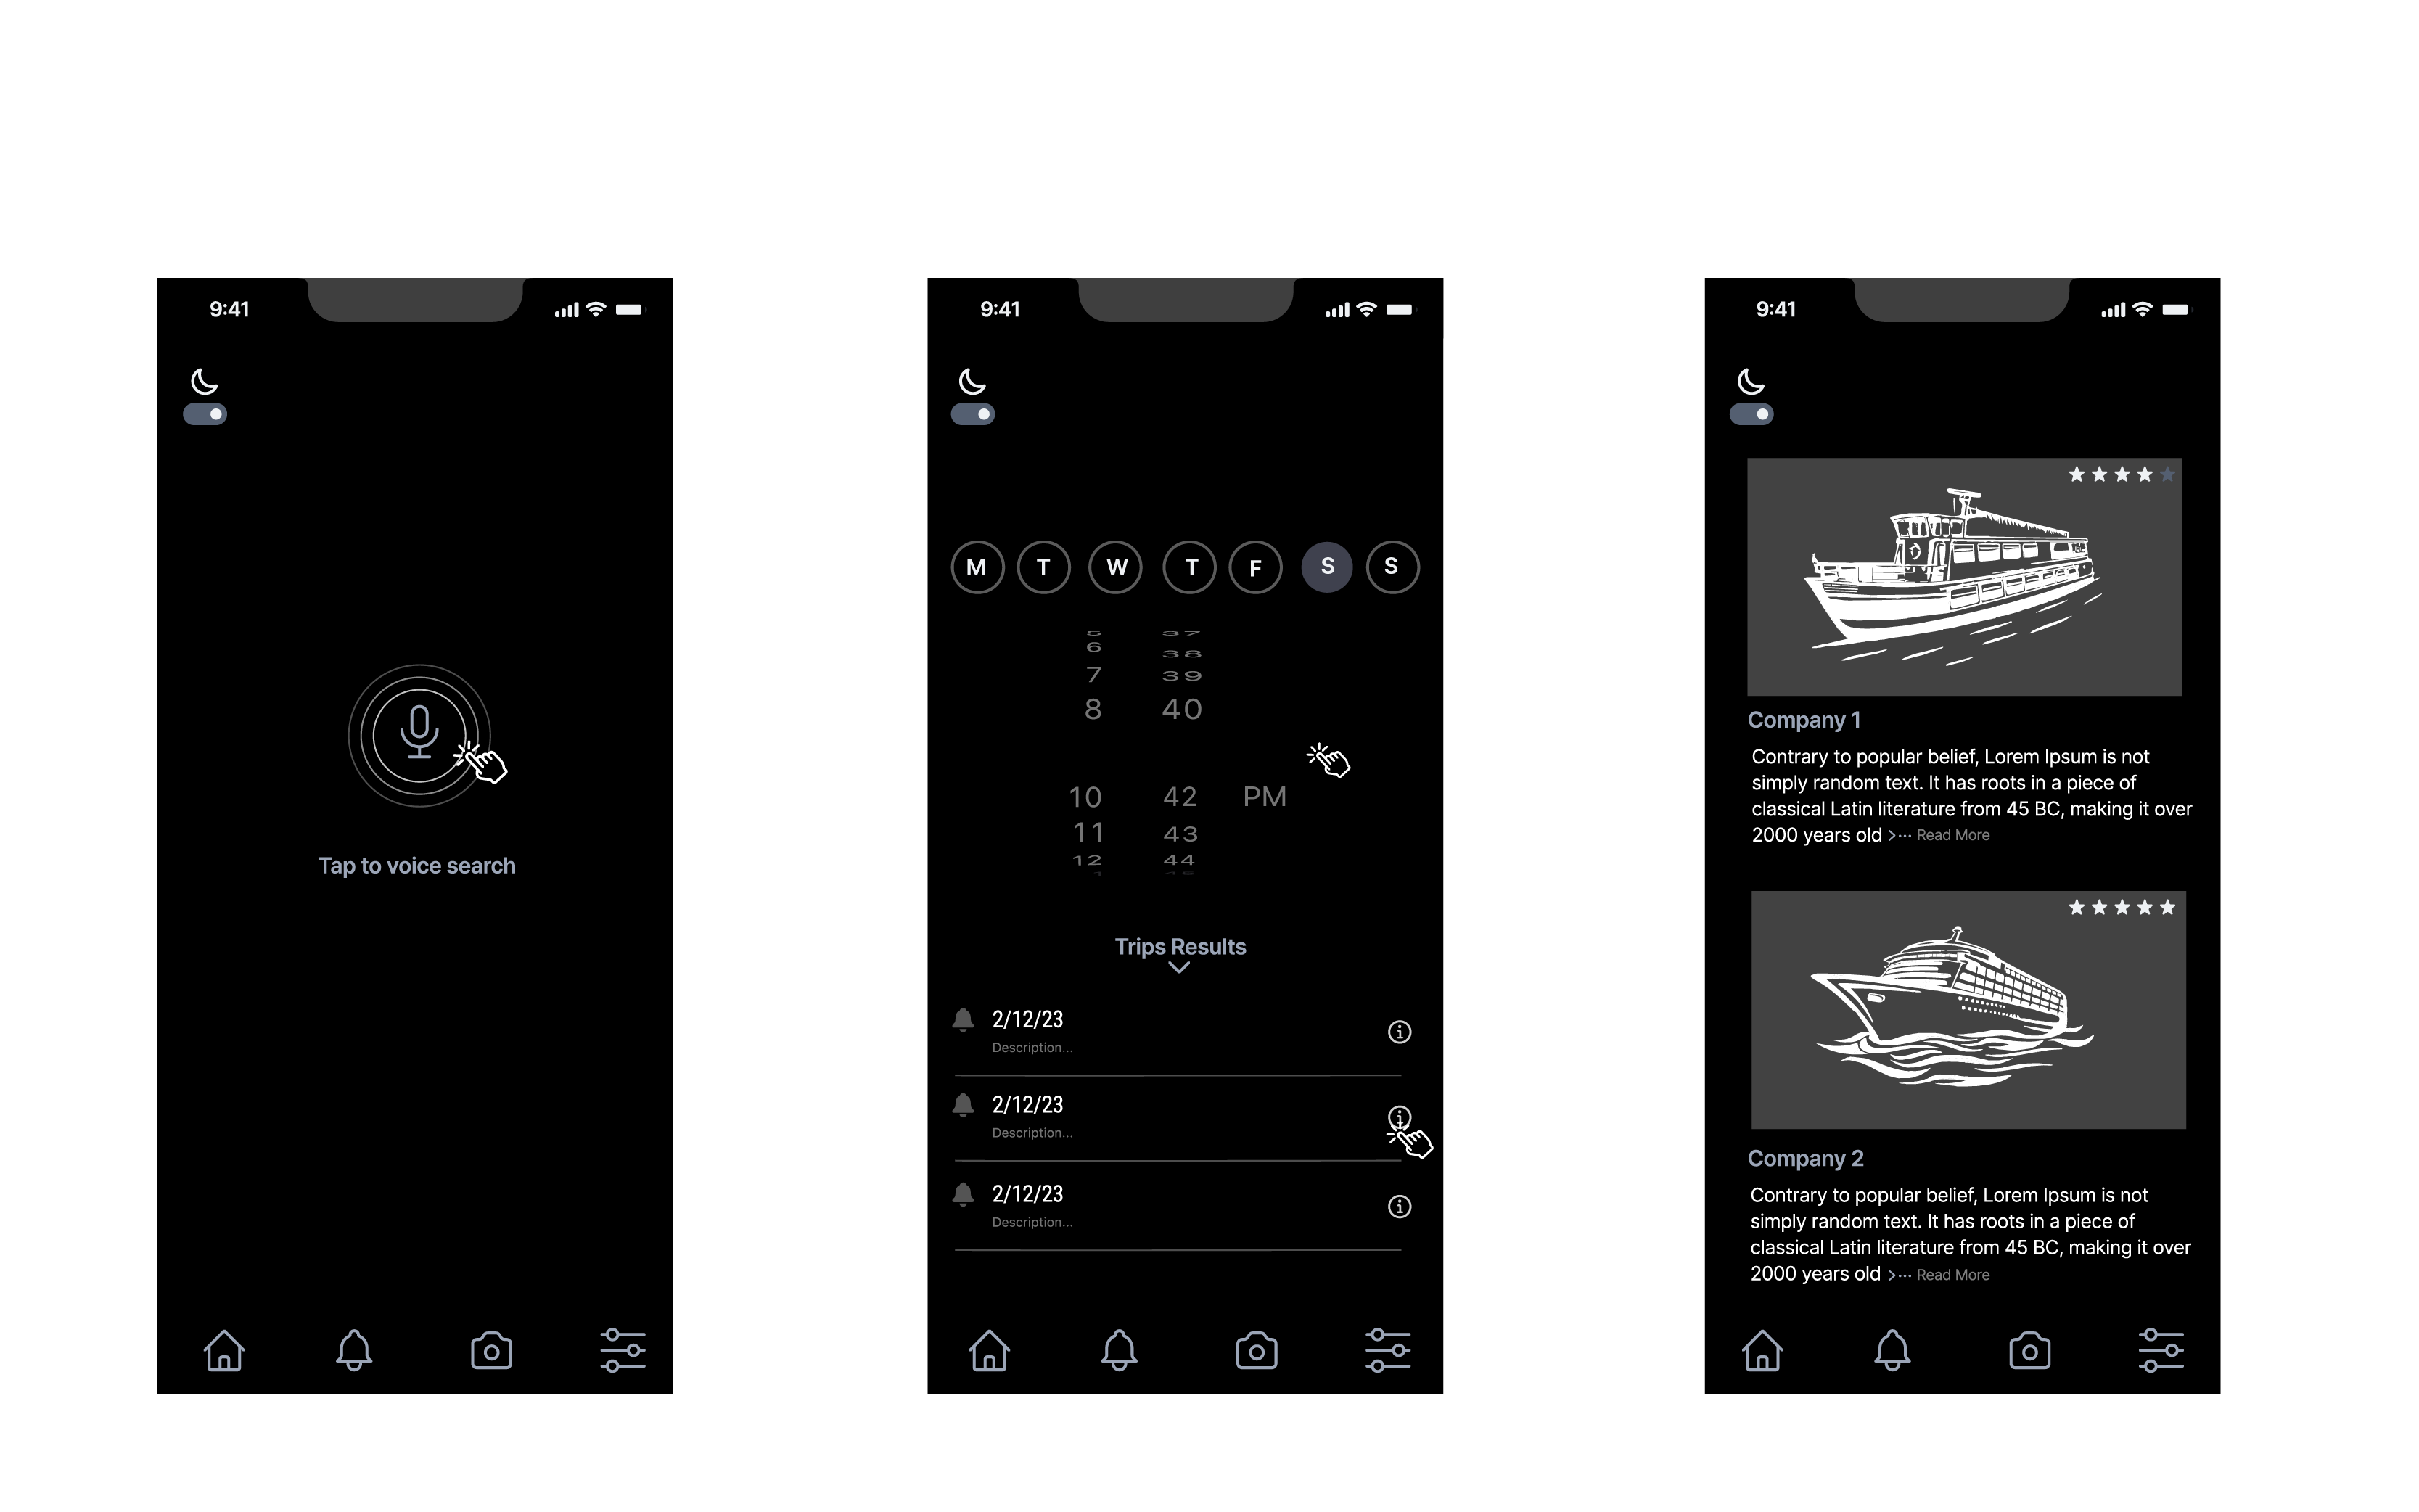 9:41
Tap to voice search
9:41
M T W T F S S
5 37
6 38
7 39
8 40
10 42 PM
11 43
12 44
1
Trips Results
2/12/23
Description...
2/12/23
Description...
2/12/23
Description...
9:41
Company 1
Contrary to popular belief, Lorem Ipsum is not
simply random text. It has roots in a piece of
classical Latin literature from 45 BC, making it over
2000 years old >··· Read More
Company 2
Contrary to popular belief, Lorem Ipsum is not
simply random text. It has roots in a piece of
classical Latin literature from 45 BC, making it over
2000 years old >··· Read More